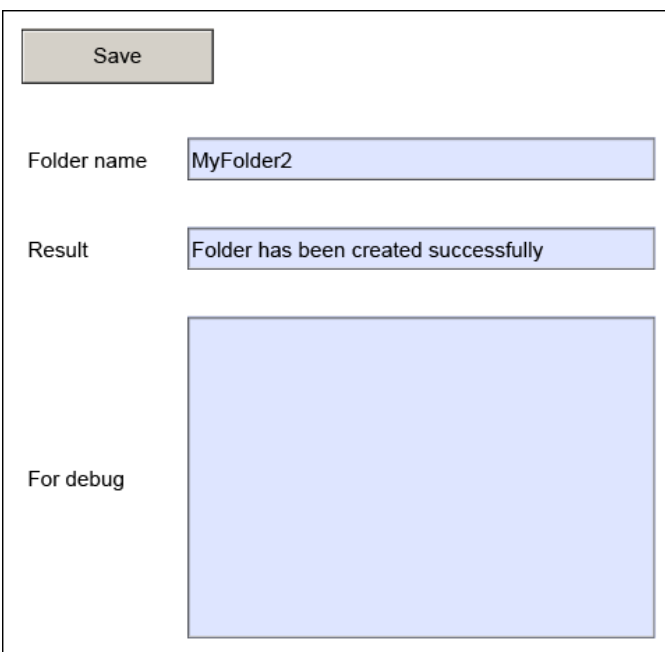 Save
Folder name MyFolder2
Result Folder has been created successfully
For debug